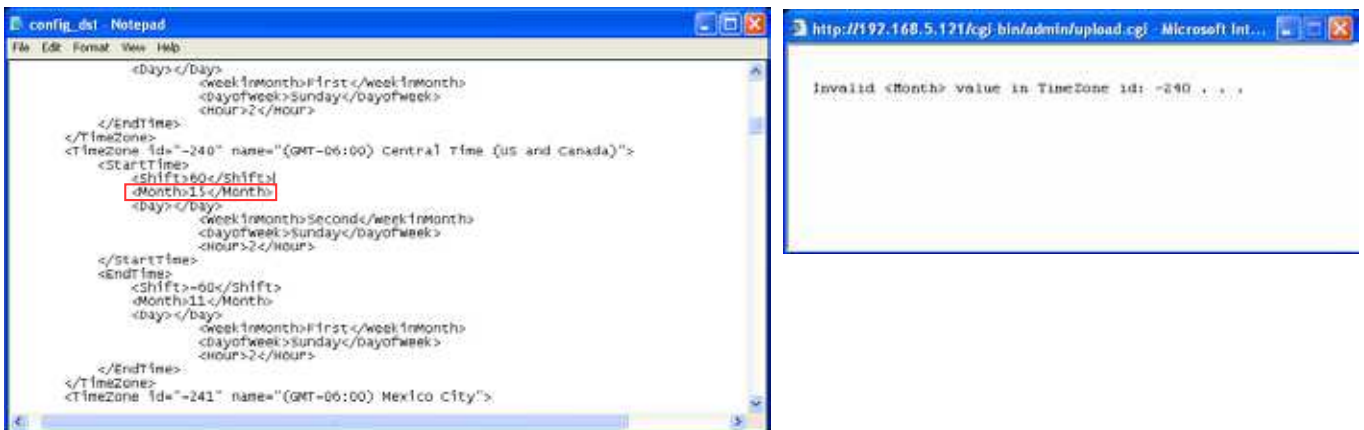 config_dst - Notepad
File Edit Format View Help
<Day></Day>
<WeekInMonth>First</WeekInMonth>
<DayofWeek>Sunday</DayofWeek>
<Hour>2</Hour>
</EndTime>
</TimeZone>
<TimeZone id="-240" name="(GMT-06:00) Central Time (US and Canada)">
<StartTime>
<Shift>60</Shift>
<Month>15</Month>
<Day></Day>
<WeekInMonth>Second</WeekInMonth>
<DayofWeek>Sunday</DayofWeek>
<Hour>2</Hour>
</StartTime>
<EndTime>
<Shift>-60</Shift>
<Month>11</Month>
<Day></Day>
<WeekInMonth>First</WeekInMonth>
<DayofWeek>Sunday</DayofWeek>
<Hour>2</Hour>
</EndTime>
</TimeZone>
<TimeZone id="-241" name="(GMT-06:00) Mexico City">
http://192.168.5.121/cgi-bin/admin/upload.cgi - Microsoft Int...
Invalid <Month> value in TimeZone id: -240 . . .